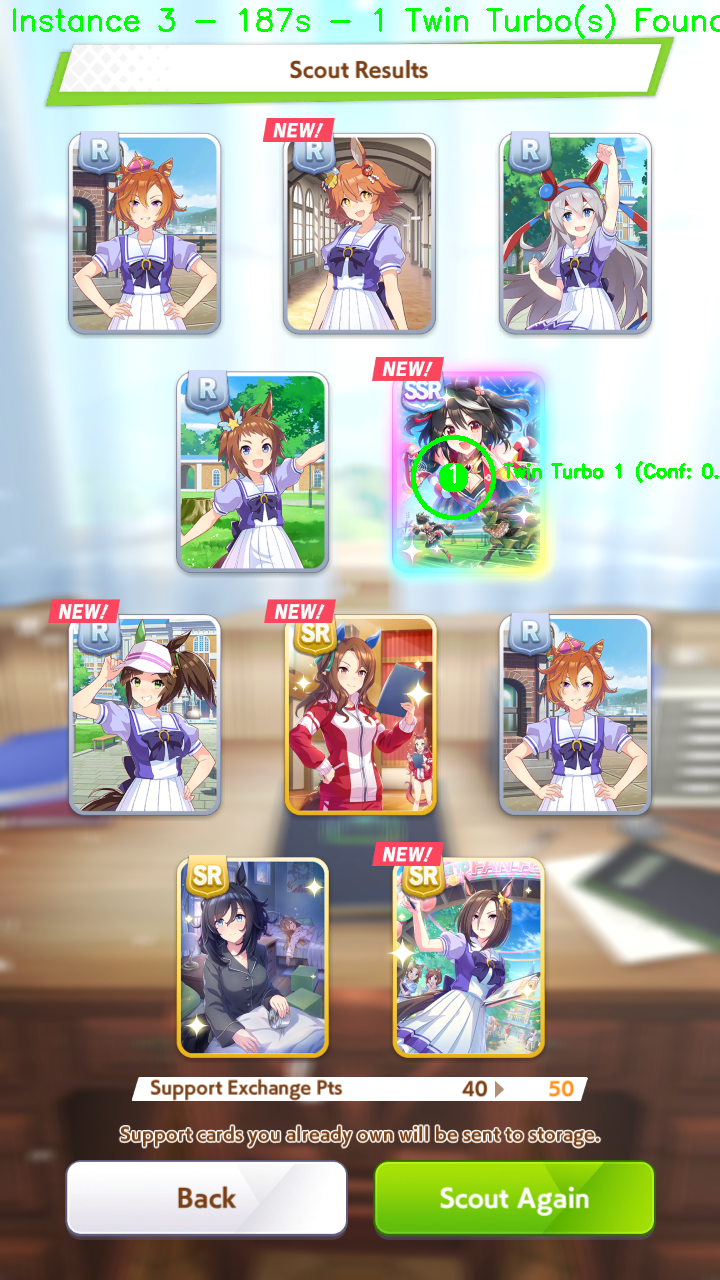 Instance 3 - 187s - 1 Twin Turbo(s) Found
Scout Results
R
NEW!
R
R
R
NEW!
SSR
1
Twin Turbo 1 (Conf: 0.
NEW!
R
NEW!
SR
R
SR
NEW!
SR
Support Exchange Pts 40 50
Support cards you already own will be sent to storage.
Back
Scout Again